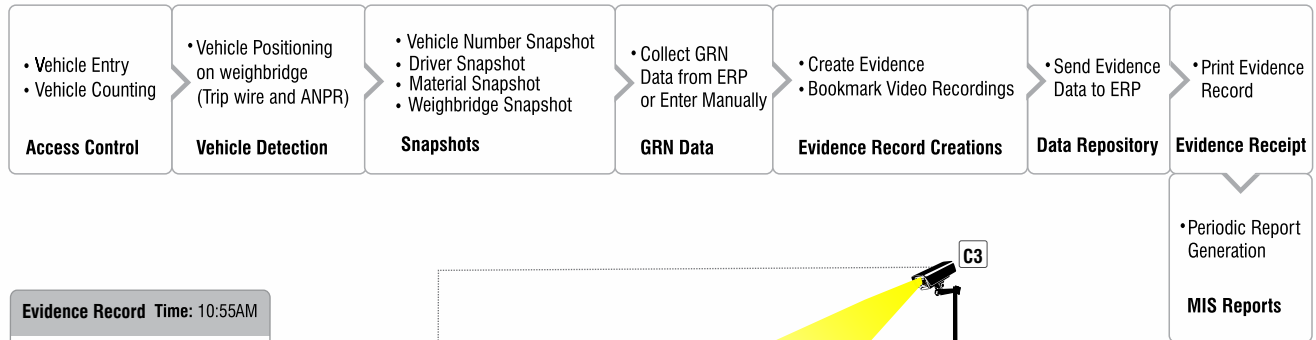 • Vehicle Entry
• Vehicle Counting
Access Control
• Vehicle Positioning
on weighbridge
(Trip wire and ANPR)
Vehicle Detection
• Vehicle Number Snapshot
• Driver Snapshot
• Material Snapshot
• Weighbridge Snapshot
Snapshots
• Collect GRN
Data from ERP
or Enter Manually
GRN Data
• Create Evidence
• Bookmark Video Recordings
Evidence Record Creations
• Send Evidence
Data to ERP
Data Repository
• Print Evidence
Record
Evidence Receipt
• Periodic Report
Generation
MIS Reports
C3
Evidence Record Time: 10:55AM